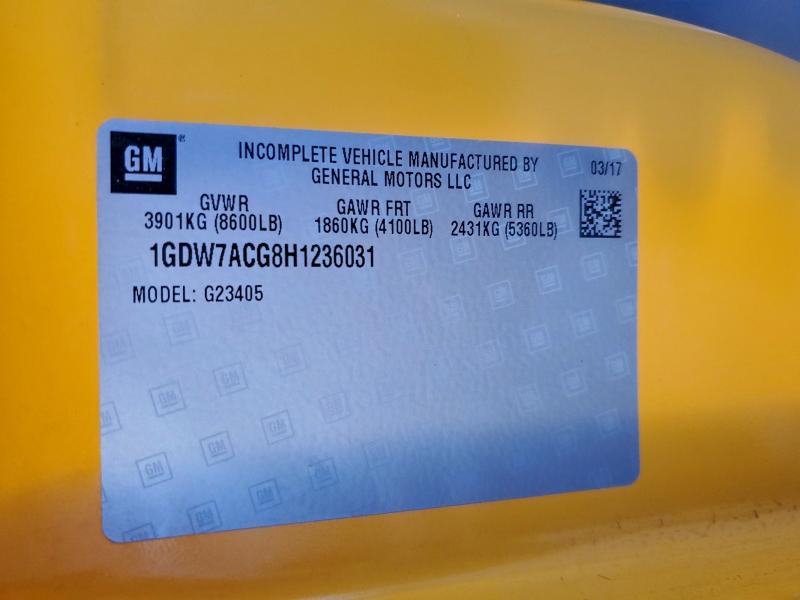 GM
INCOMPLETE VEHICLE MANUFACTURED BY
GENERAL MOTORS LLC
03/17
GVWR GAWR FRT GAWR RR
3901KG (8600LB) 1860KG (4100LB) 2431KG (5360LB)
1GDW7ACG8H1236031
MODEL: G23405